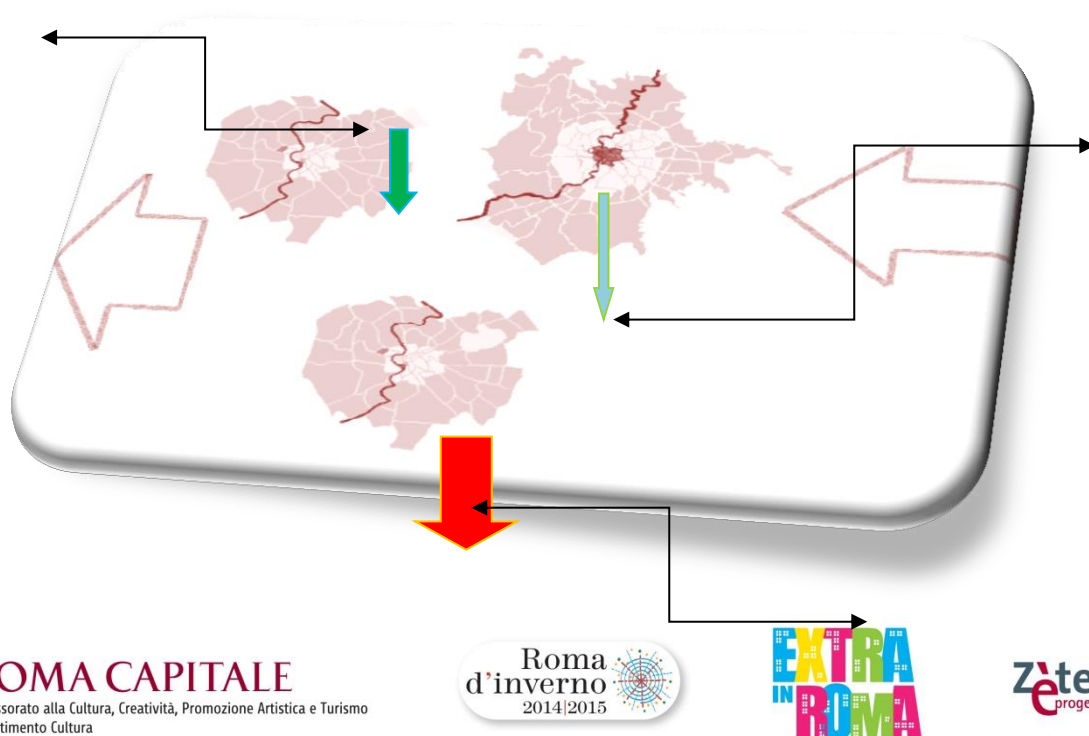 OMA CAPITALE
ssorato alla Cultura, Creatività, Promozione Artistica e Turismo
timento Cultura
Roma
d'inverno
2014|2015
EXTRA
IN ROMA
Zète
proge